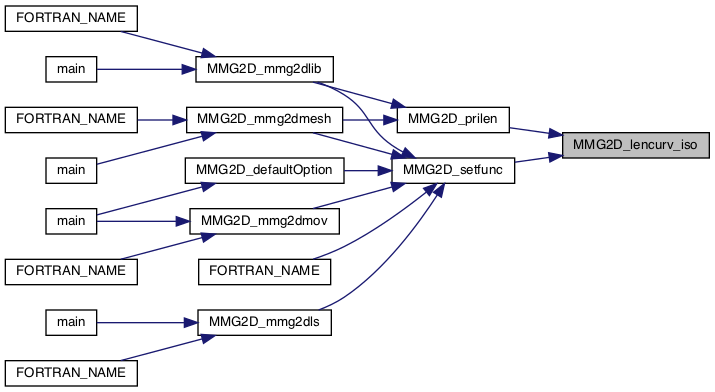 FORTRAN_NAME
main
MMG2D_mmg2dlib
FORTRAN_NAME
MMG2D_mmg2dmesh
MMG2D_prilen
MMG2D_lencurv_iso
main
MMG2D_defaultOption
MMG2D_setfunc
main
MMG2D_mmg2dmov
FORTRAN_NAME
FORTRAN_NAME
main
MMG2D_mmg2dls
FORTRAN_NAME